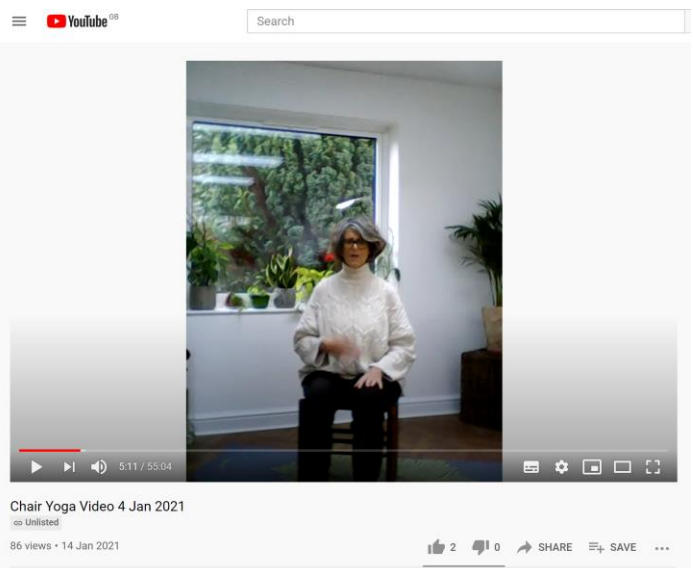 YouTube GB
Search
5:11 / 55:04
Chair Yoga Video 4 Jan 2021
Unlisted
86 views • 14 Jan 2021
2
0
SHARE
SAVE